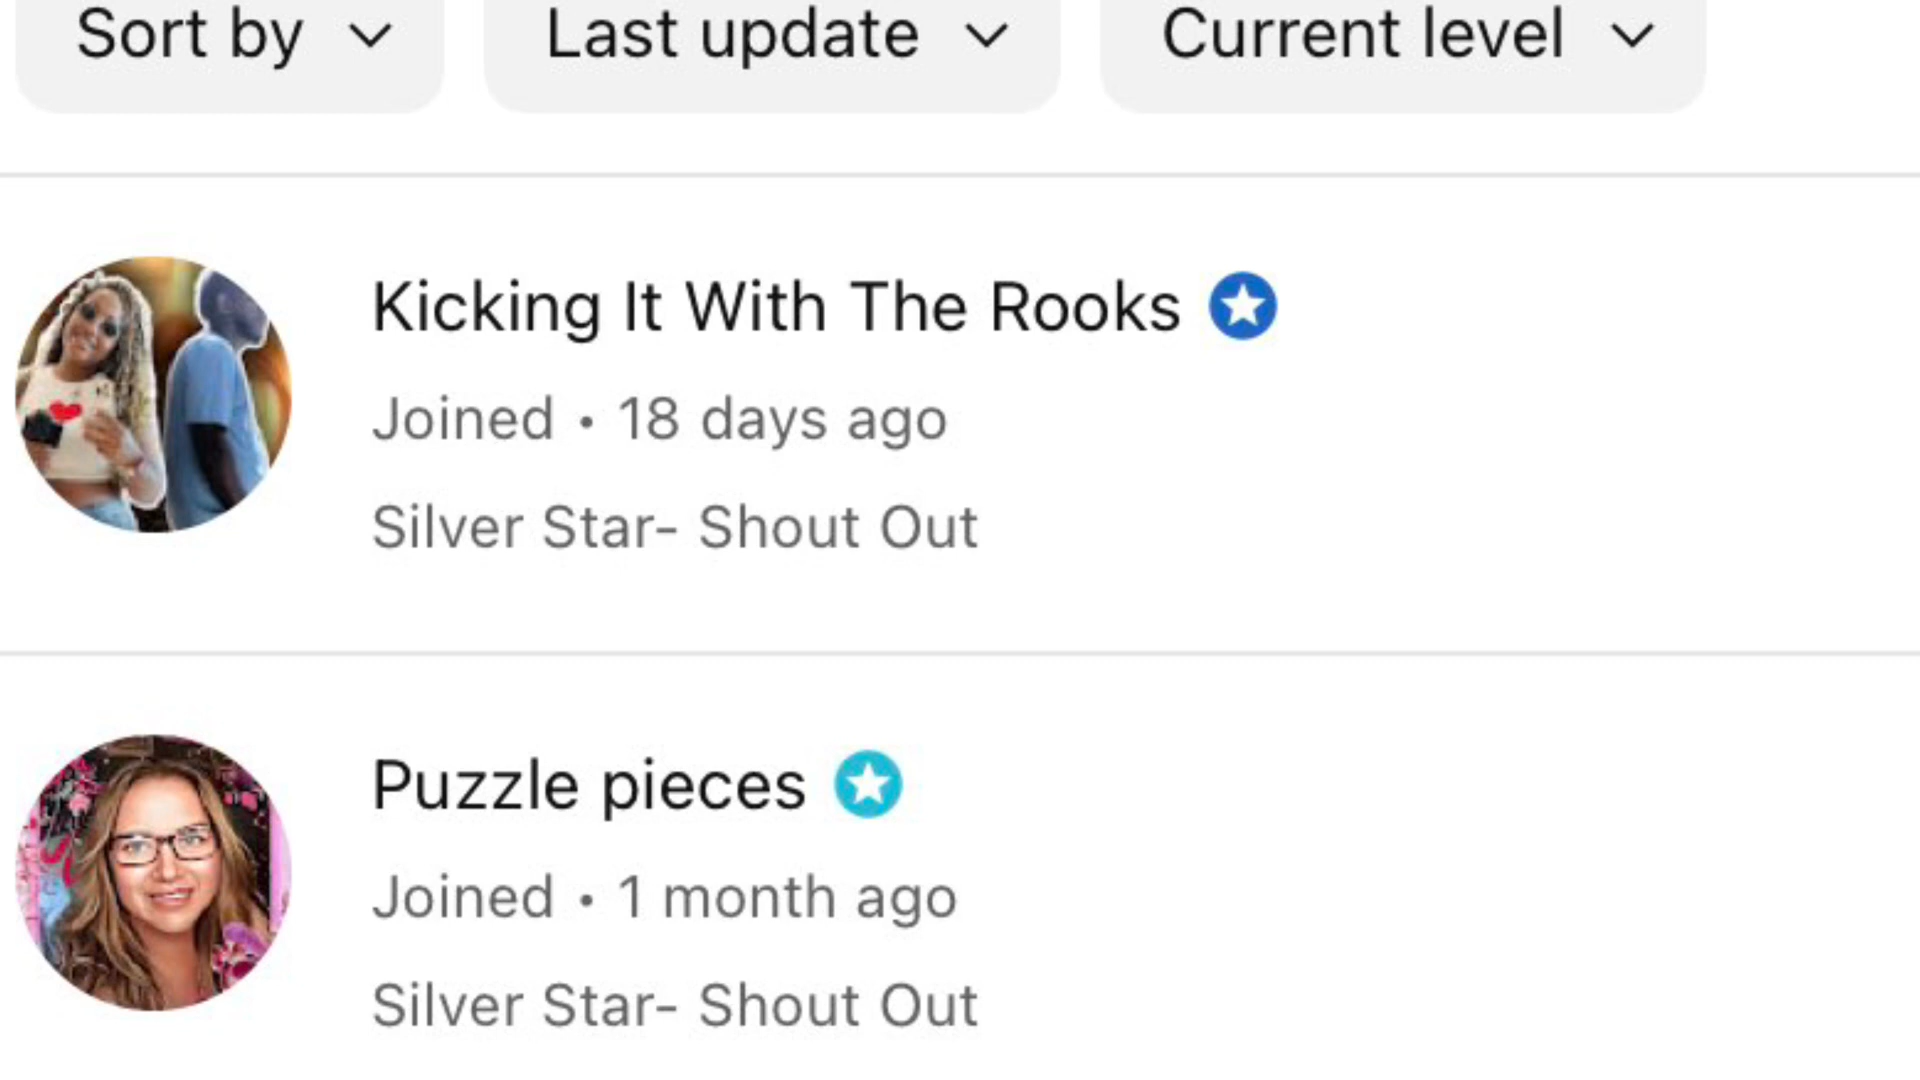 Sort by Last update Current level
Kicking It With The Rooks
Joined • 18 days ago
Silver Star- Shout Out
Puzzle pieces
Joined • 1 month ago
Silver Star- Shout Out